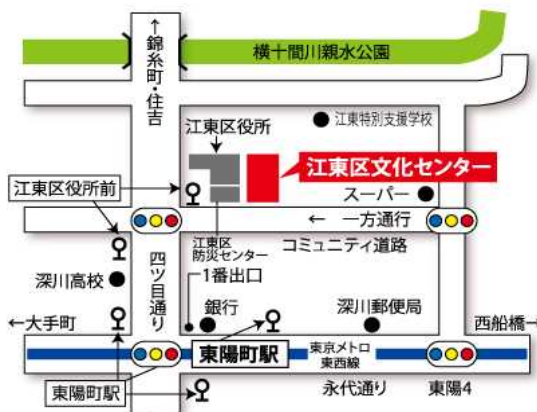 横十間川親水公園
↑錦糸町・住吉
江東区役所
江東特別支援学校
江東区文化センター
江東区役所前
スーパー
← 一方通行
コミュニティ道路
江東区
防災センター
四ツ目通り
1番出口
深川高校
銀行
深川郵便局
←大手町
西船橋→
東陽町駅
東京メトロ
東西線
東陽町駅
永代通り
東陽4